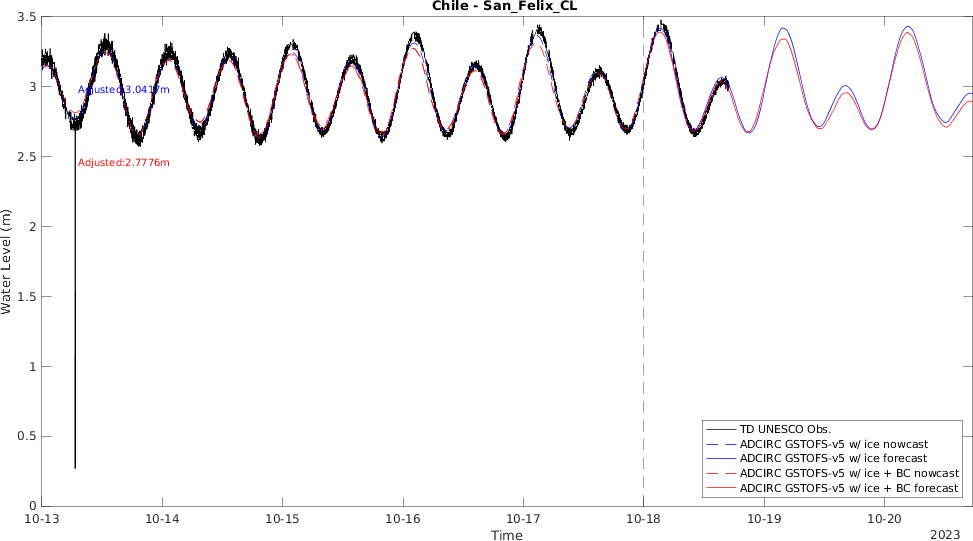 Chile - San_Felix_CL
3.5
3
2.5
2
1.5
1
0.5
0
Water Level (m)
Adjusted:3.0417m
Adjusted:2.7776m
TD UNESCO Obs.
ADCIRC GSTOFS-v5 w/ ice nowcast
ADCIRC GSTOFS-v5 w/ ice forecast
ADCIRC GSTOFS-v5 w/ ice + BC nowcast
ADCIRC GSTOFS-v5 w/ ice + BC forecast
10-13 10-14 10-15 10-16 10-17 10-18 10-19 10-20
Time
2023